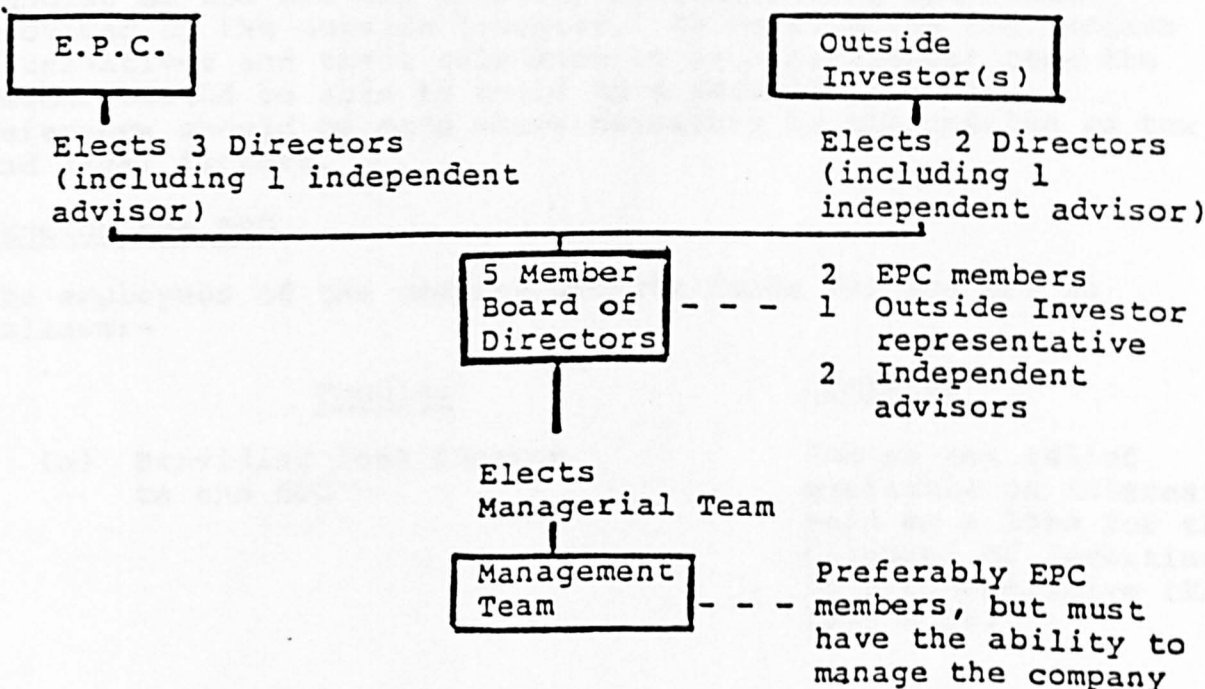 E.P.C.
Outside
Investor(s)
Elects 3 Directors
(including 1 independent
advisor)
Elects 2 Directors
(including 1
independent advisor)
5 Member
Board of
Directors
2 EPC members
1 Outside Investor
representative
2 Independent
advisors
Elects
Managerial Team
Management
Team
Preferably EPC
members, but must
have the ability to
manage the company